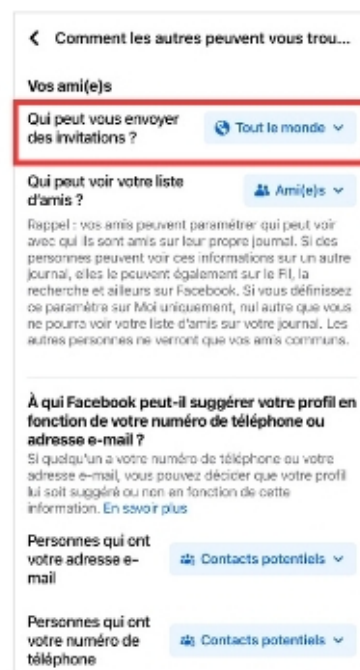 Comment les autres peuvent vous trou...
Vos ami(e)s
Qui peut vous envoyer
des invitations ?
Tout le monde
Qui peut voir votre liste
d'amis ?
Ami(e)s
Rappel : vos amis peuvent paramétrer qui peut voir
avec qui ils sont amis sur leur propre journal. Si des
personnes peuvent voir ces informations sur un autre
journal, elles le peuvent également sur le Fil, la
recherche et ailleurs sur Facebook. Si vous définissez
ce paramètre sur Moi uniquement, nul autre que vous
ne pourra voir votre liste d'amis sur votre journal. Les
autres personnes ne verront que vos amis communs.
À qui Facebook peut-il suggérer votre profil en
fonction de votre numéro de téléphone ou
adresse e-mail ?
Si quelqu'un a votre numéro de téléphone ou votre
adresse e-mail, vous pouvez décider que votre profil
lui soit suggéré ou non en fonction de cette
information. En savoir plus
Personnes qui ont
votre adresse e-
mail
Contacts potentiels
Personnes qui ont
votre numéro de
téléphone
Contacts potentiels